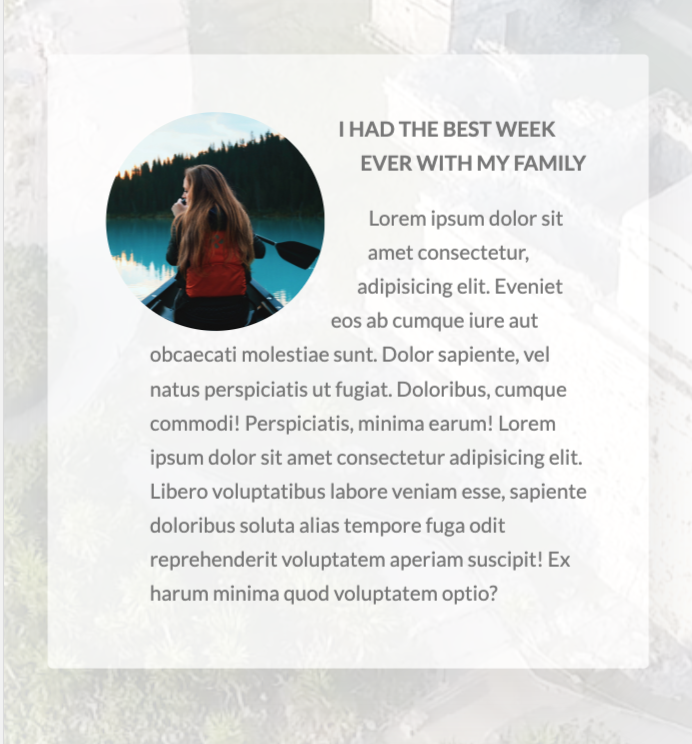 I HAD THE BEST WEEK
EVER WITH MY FAMILY
Lorem ipsum dolor sit
amet consectetur,
adipisicing elit. Eveniet
eos ab cumque iure aut
obcaecati molestiae sunt. Dolor sapiente, vel
natus perspiciatis ut fugiat. Doloribus, cumque
commodi! Perspiciatis, minima earum! Lorem
ipsum dolor sit amet consectetur adipisicing elit.
Libero voluptatibus labore veniam esse, sapiente
doloribus soluta alias tempore fuga odit
reprehenderit voluptatem aperiam suscipit! Ex
harum minima quod voluptatem optio?